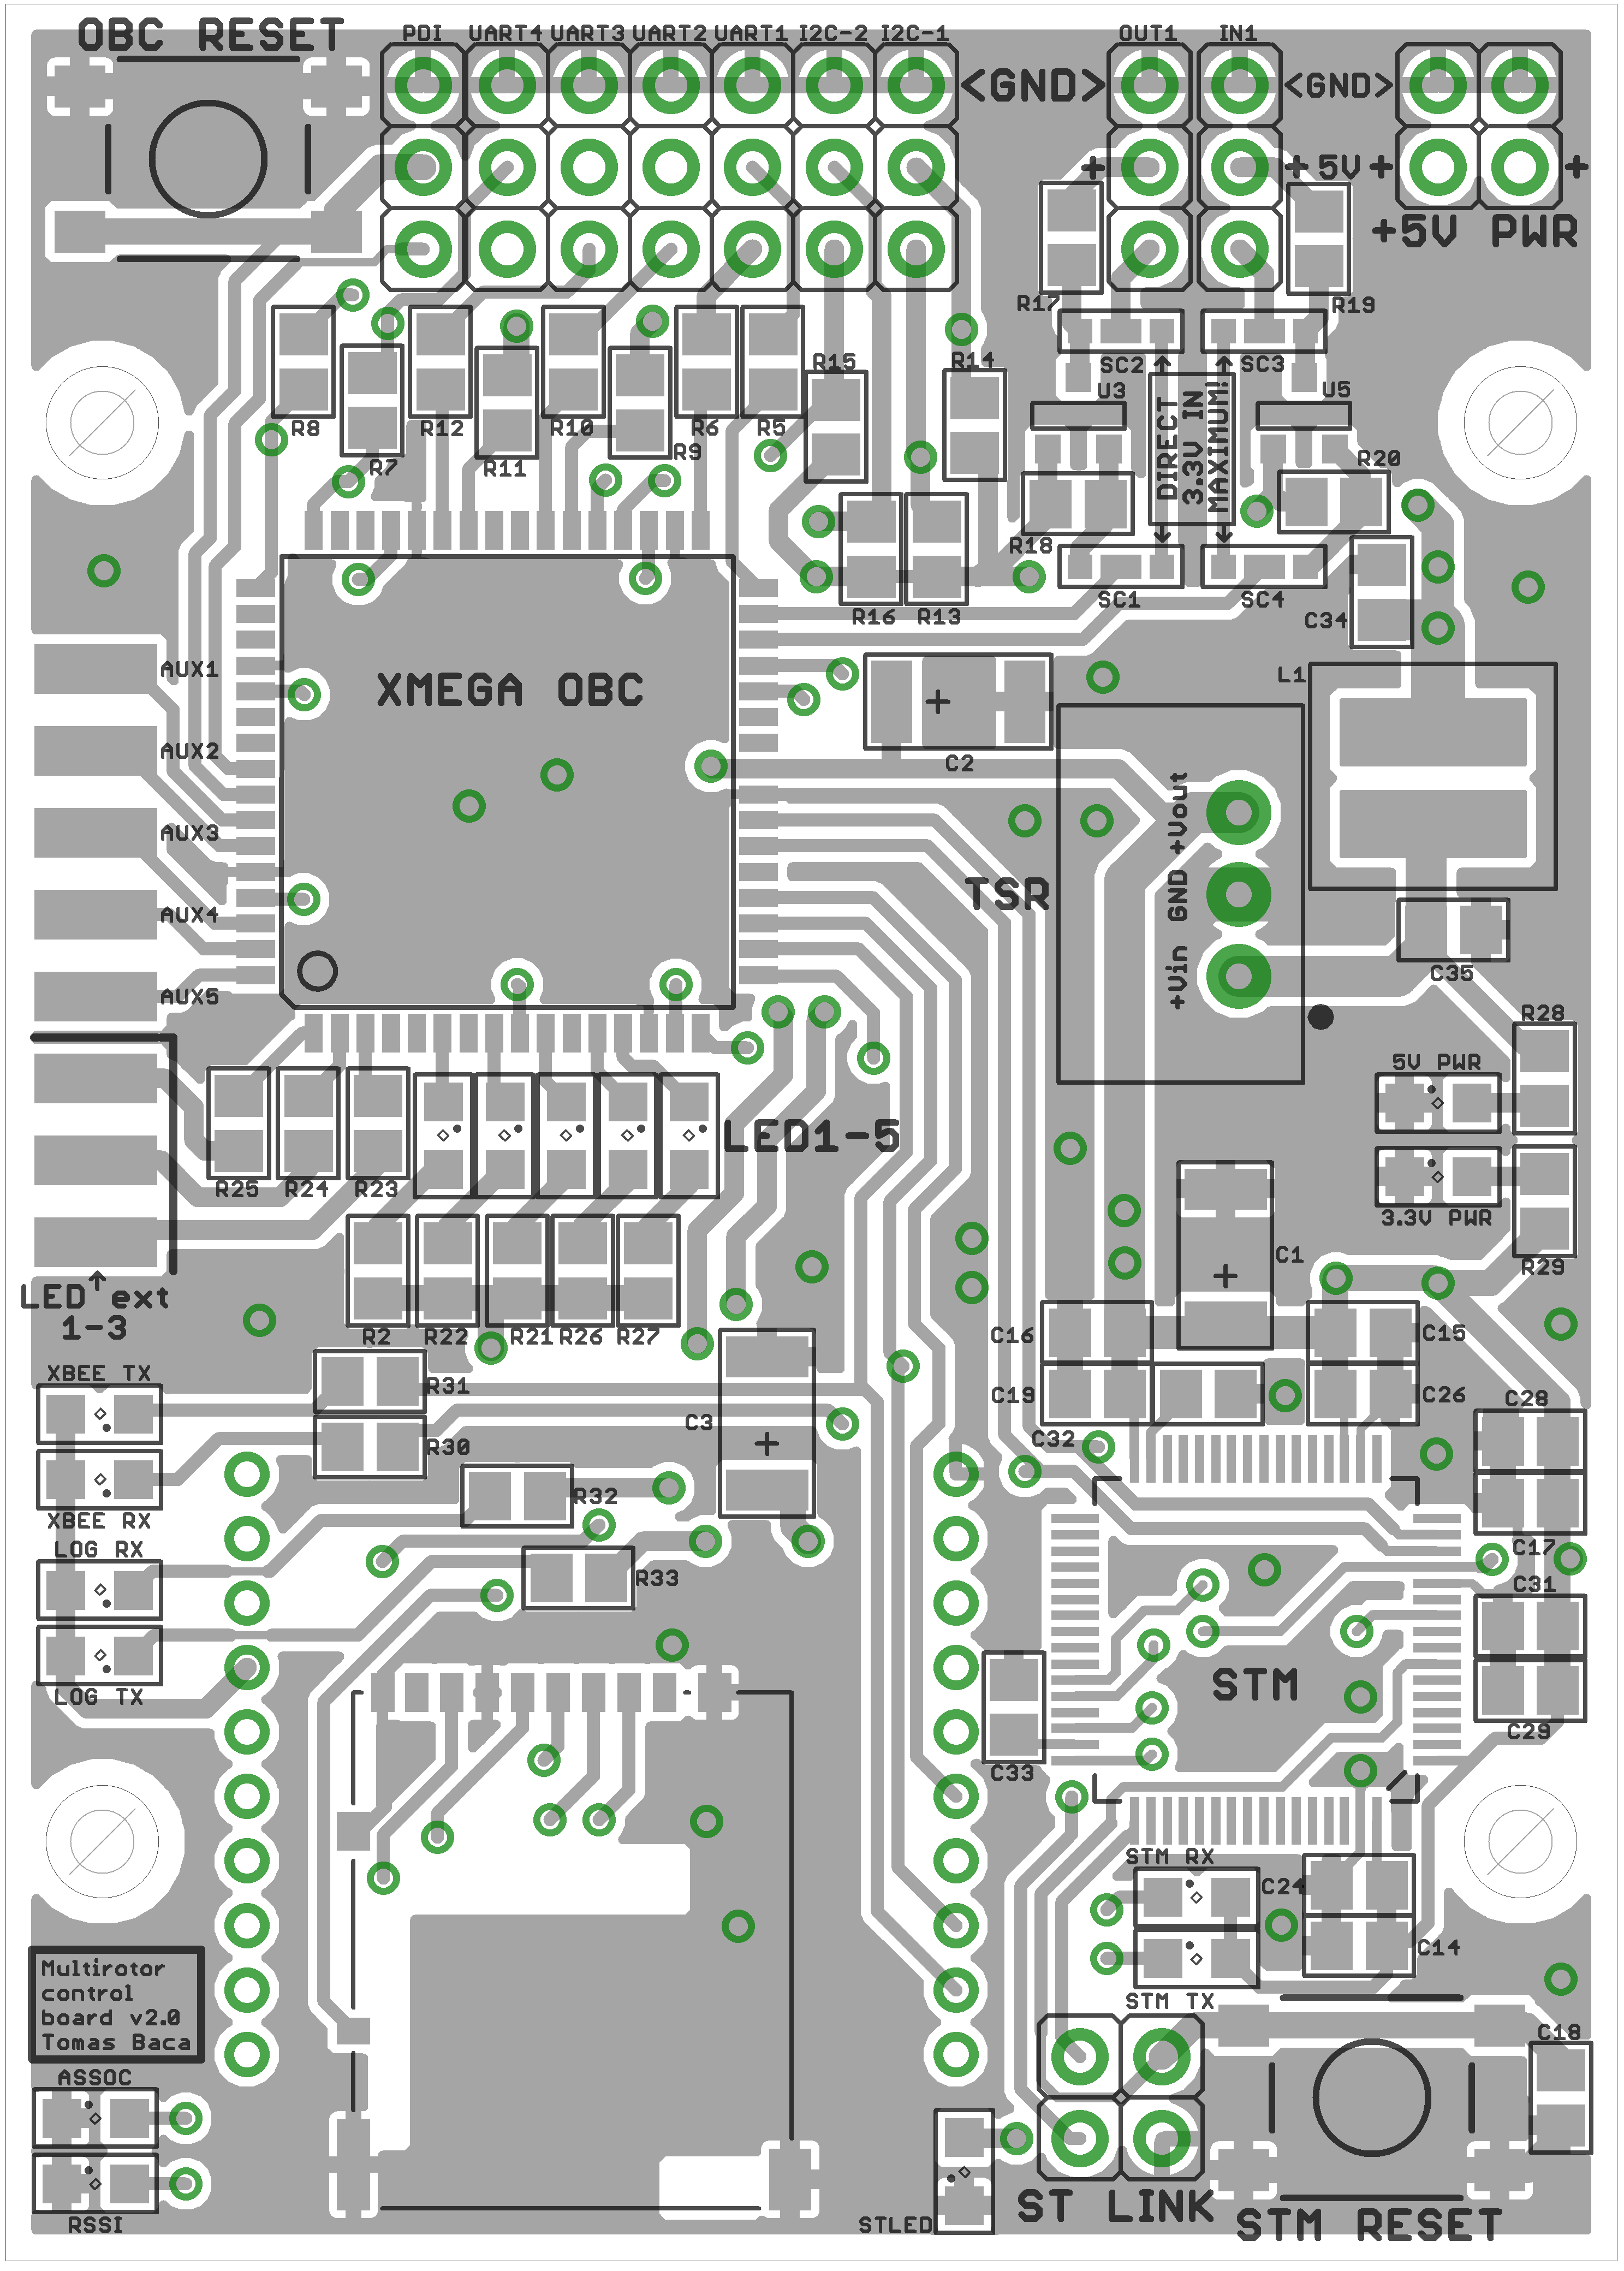 OBC RESET
PDI
UART4
UART3
UART2
UART1
I2C-2
I2C-1
OUT1
IN1
<GND>
<GND>
+
+5V
+
+
+5V PWR
R17
R19
R8
R7
R12
R11
R10
R9
R6
R5
R15
R14
SC2
SC3
U3
U5
DIRECT
3.3V IN
MAXIMUM!
R20
R18
R16
R13
SC1
SC4
C34
AUX1
AUX2
AUX3
AUX4
AUX5
XMEGA OBC
+
C2
L1
TSR
+Vin GND +Vout
C35
R28
5V PWR
3.3V PWR
R29
LED1-5
R25
R24
R23
LED ext
1-3
R2
R22
R21
R26
R27
C1
+
C16
C15
C19
C26
C32
C28
C17
C31
C29
XBEE TX
XBEE RX
LOG RX
LOG TX
R31
R30
R32
R33
C3
+
STM
C33
STM RX
STM TX
C24
C14
C18
Multirotor
control
board v2.0
Tomas Baca
ASSOC
RSSI
STLED
ST LINK
STM RESET